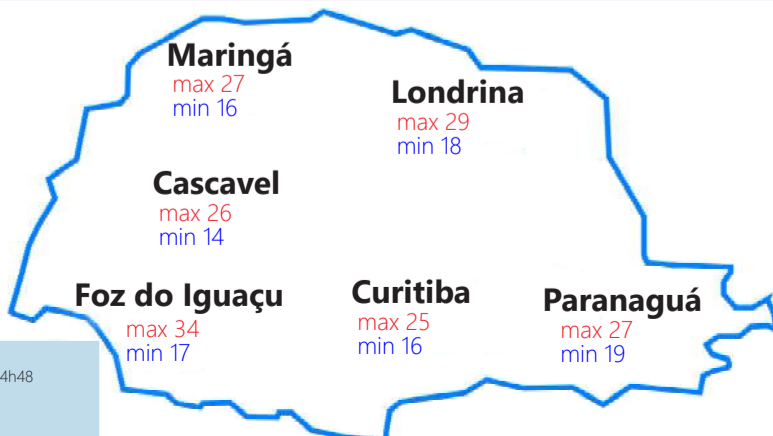 Maringá
max 27
min 16
Londrina
max 29
min 18
Cascavel
max 26
min 14
Foz do Iguaçu
max 34
min 17
Curitiba
max 25
min 16
Paranaguá
max 27
min 19
4h48